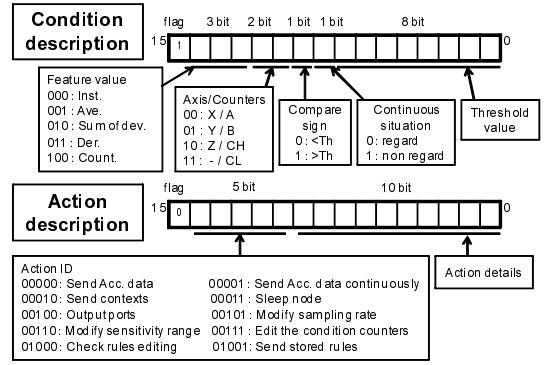 Condition description
flag 3 bit 2 bit 1 bit 1 bit 8 bit
15 1 0
Feature value
000 : Inst.
001 : Ave.
010 : Sum of dev.
011 : Der.
100 : Count.
Axis/Counters
00 : X / A
01 : Y / B
10 : Z / CH
11 : - / CL
Compare sign
0 : <Th
1 : >Th
Continuous situation
0 : regard
1 : non regard
Threshold value
Action description
flag 5 bit 10 bit
15 0 0
Action ID
00000 : Send Acc. data 00001 : Send Acc. data continuously
00010 : Send contexts 00011 : Sleep node
00100 : Output ports 00101 : Modify sampling rate
00110 : Modify sensitivity range 00111 : Edit the condition counters
01000 : Check rules editing 01001 : Send stored rules
Action details